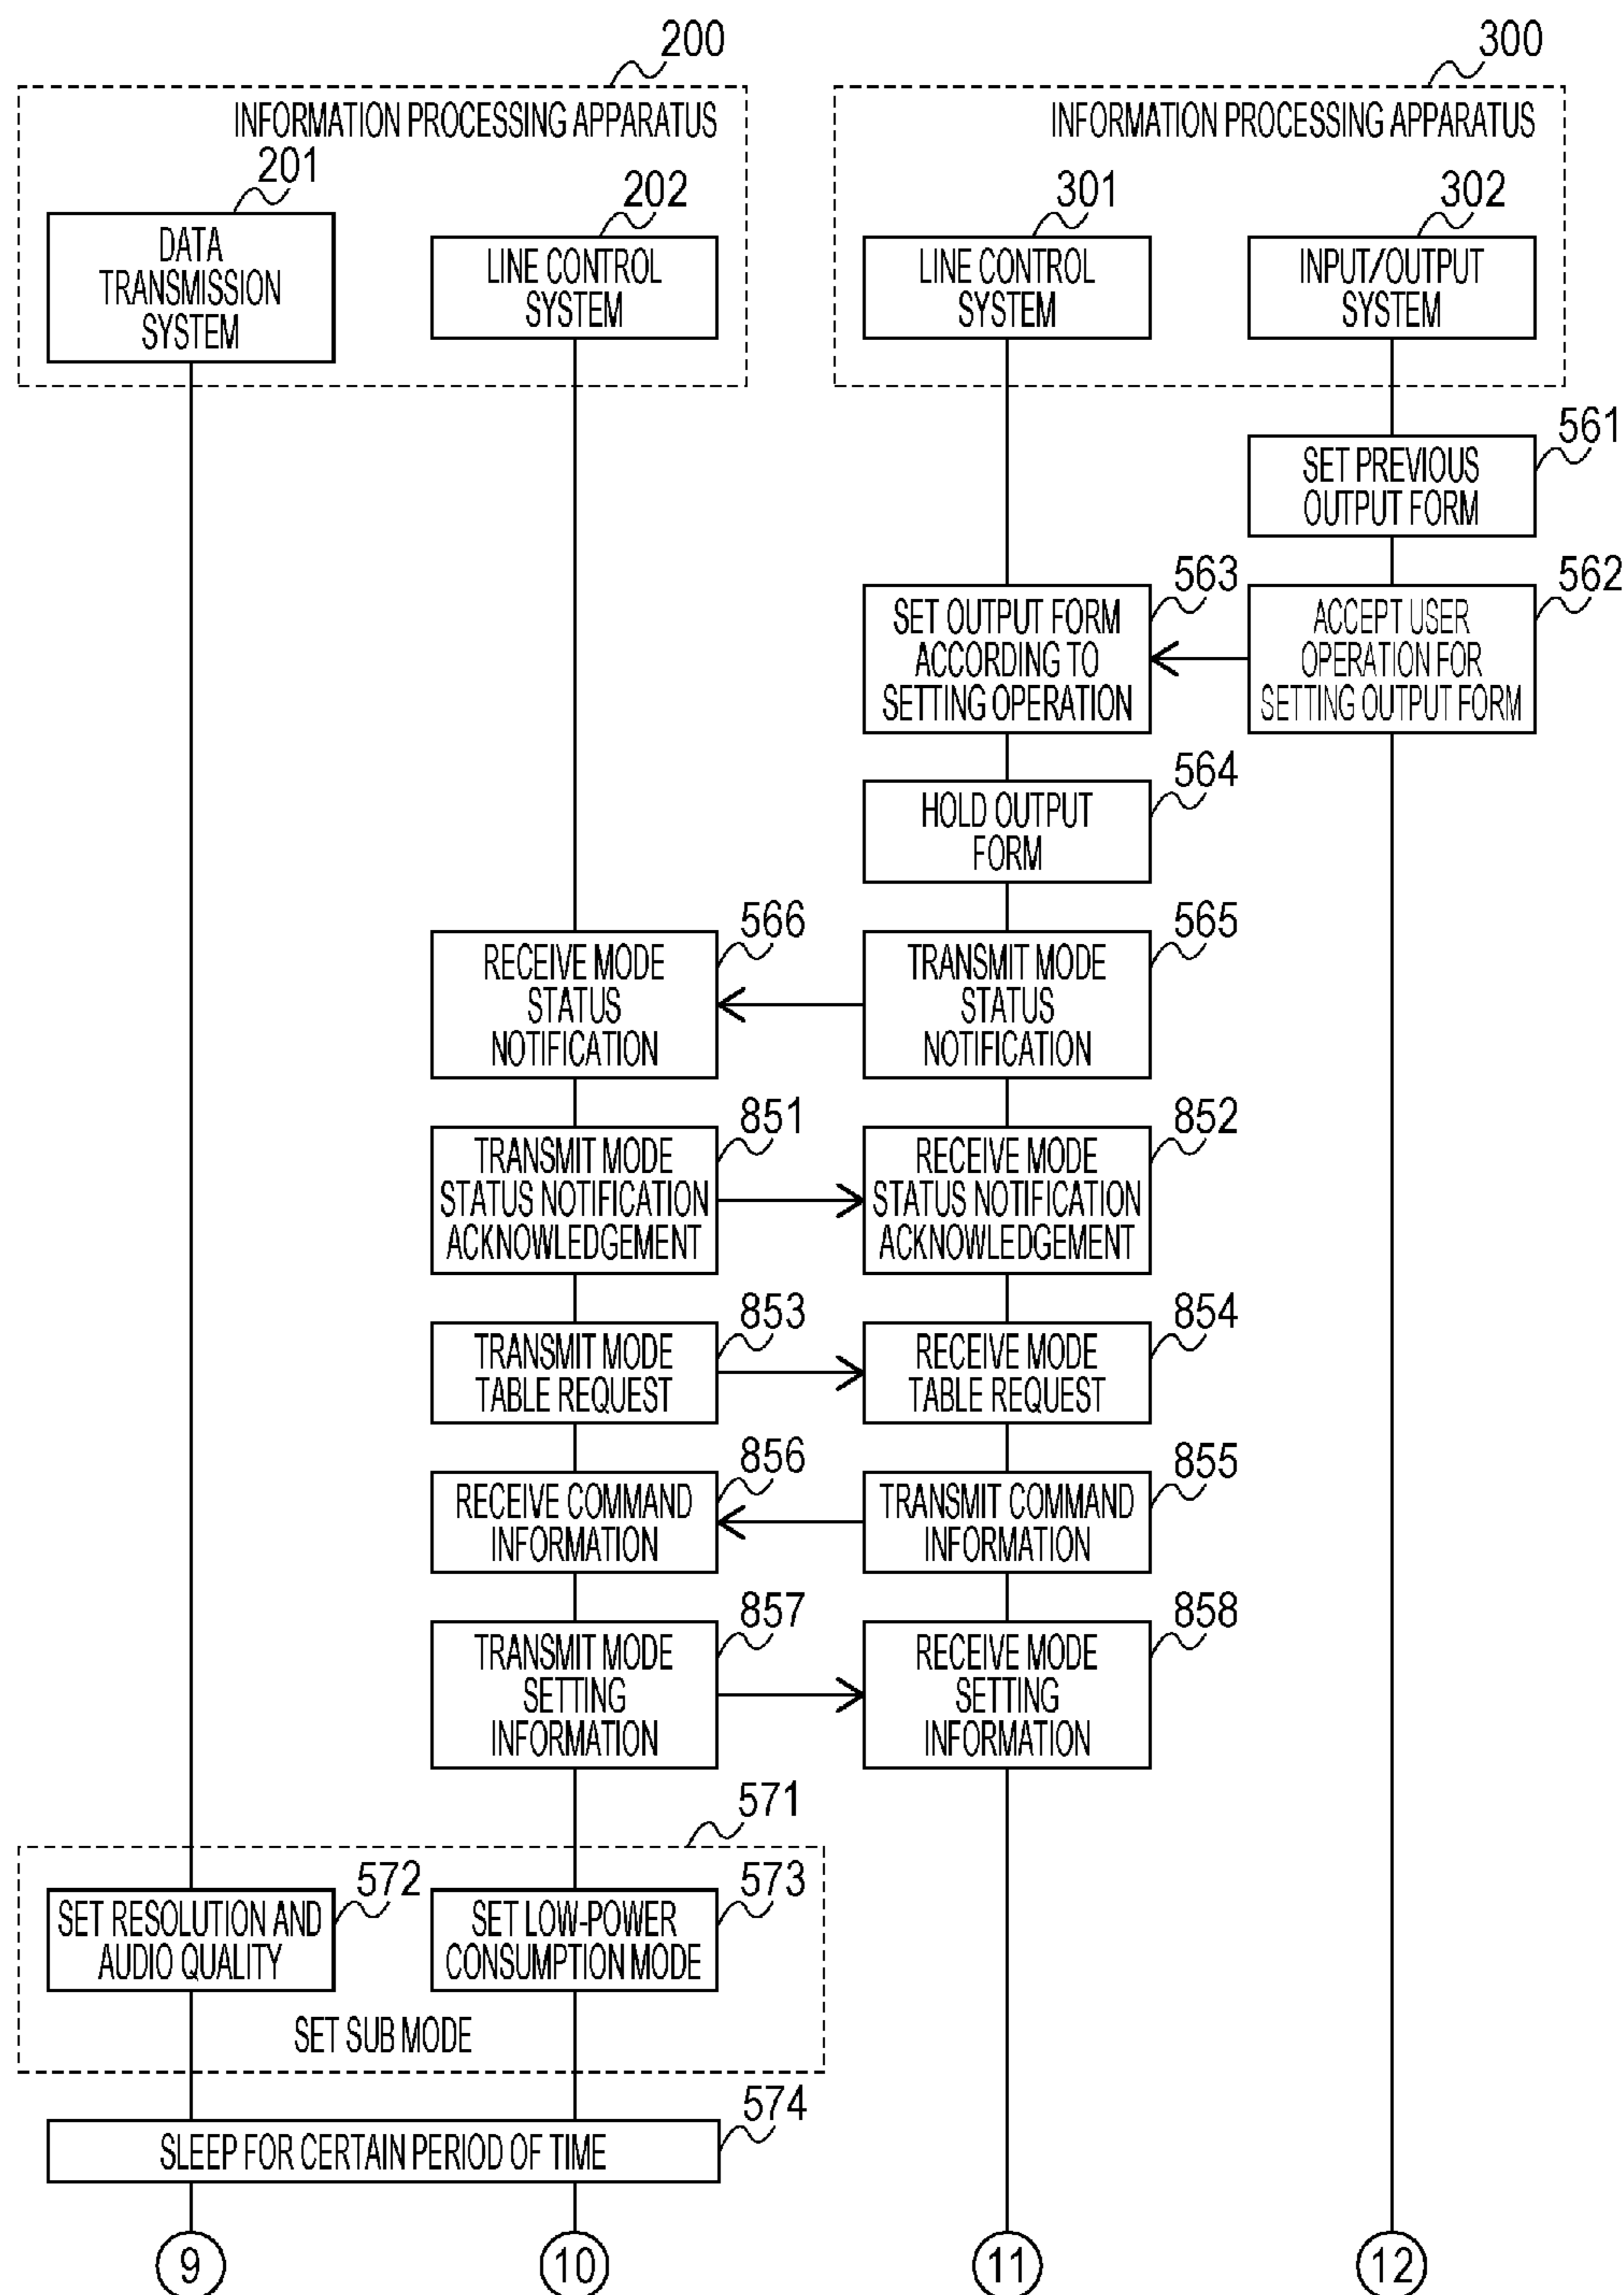 200
300
INFORMATION PROCESSING APPARATUS
INFORMATION PROCESSING APPARATUS
201
202
301
302
DATA
TRANSMISSION
SYSTEM
LINE CONTROL
SYSTEM
LINE CONTROL
SYSTEM
INPUT/OUTPUT
SYSTEM
561
SET PREVIOUS
OUTPUT FORM
563
562
SET OUTPUT FORM
ACCORDING TO
SETTING OPERATION
ACCEPT USER
OPERATION FOR
SETTING OUTPUT FORM
564
HOLD OUTPUT
FORM
566
565
RECEIVE MODE
STATUS
NOTIFICATION
TRANSMIT MODE
STATUS
NOTIFICATION
851
852
TRANSMIT MODE
STATUS NOTIFICATION
ACKNOWLEDGEMENT
RECEIVE MODE
STATUS NOTIFICATION
ACKNOWLEDGEMENT
853
854
TRANSMIT MODE
TABLE REQUEST
RECEIVE MODE
TABLE REQUEST
856
855
RECEIVE COMMAND
INFORMATION
TRANSMIT COMMAND
INFORMATION
857
858
TRANSMIT MODE
SETTING
INFORMATION
RECEIVE MODE
SETTING
INFORMATION
571
572
573
SET RESOLUTION AND
AUDIO QUALITY
SET LOW-POWER
CONSUMPTION MODE
SET SUB MODE
574
SLEEP FOR CERTAIN PERIOD OF TIME
9
10
11
12